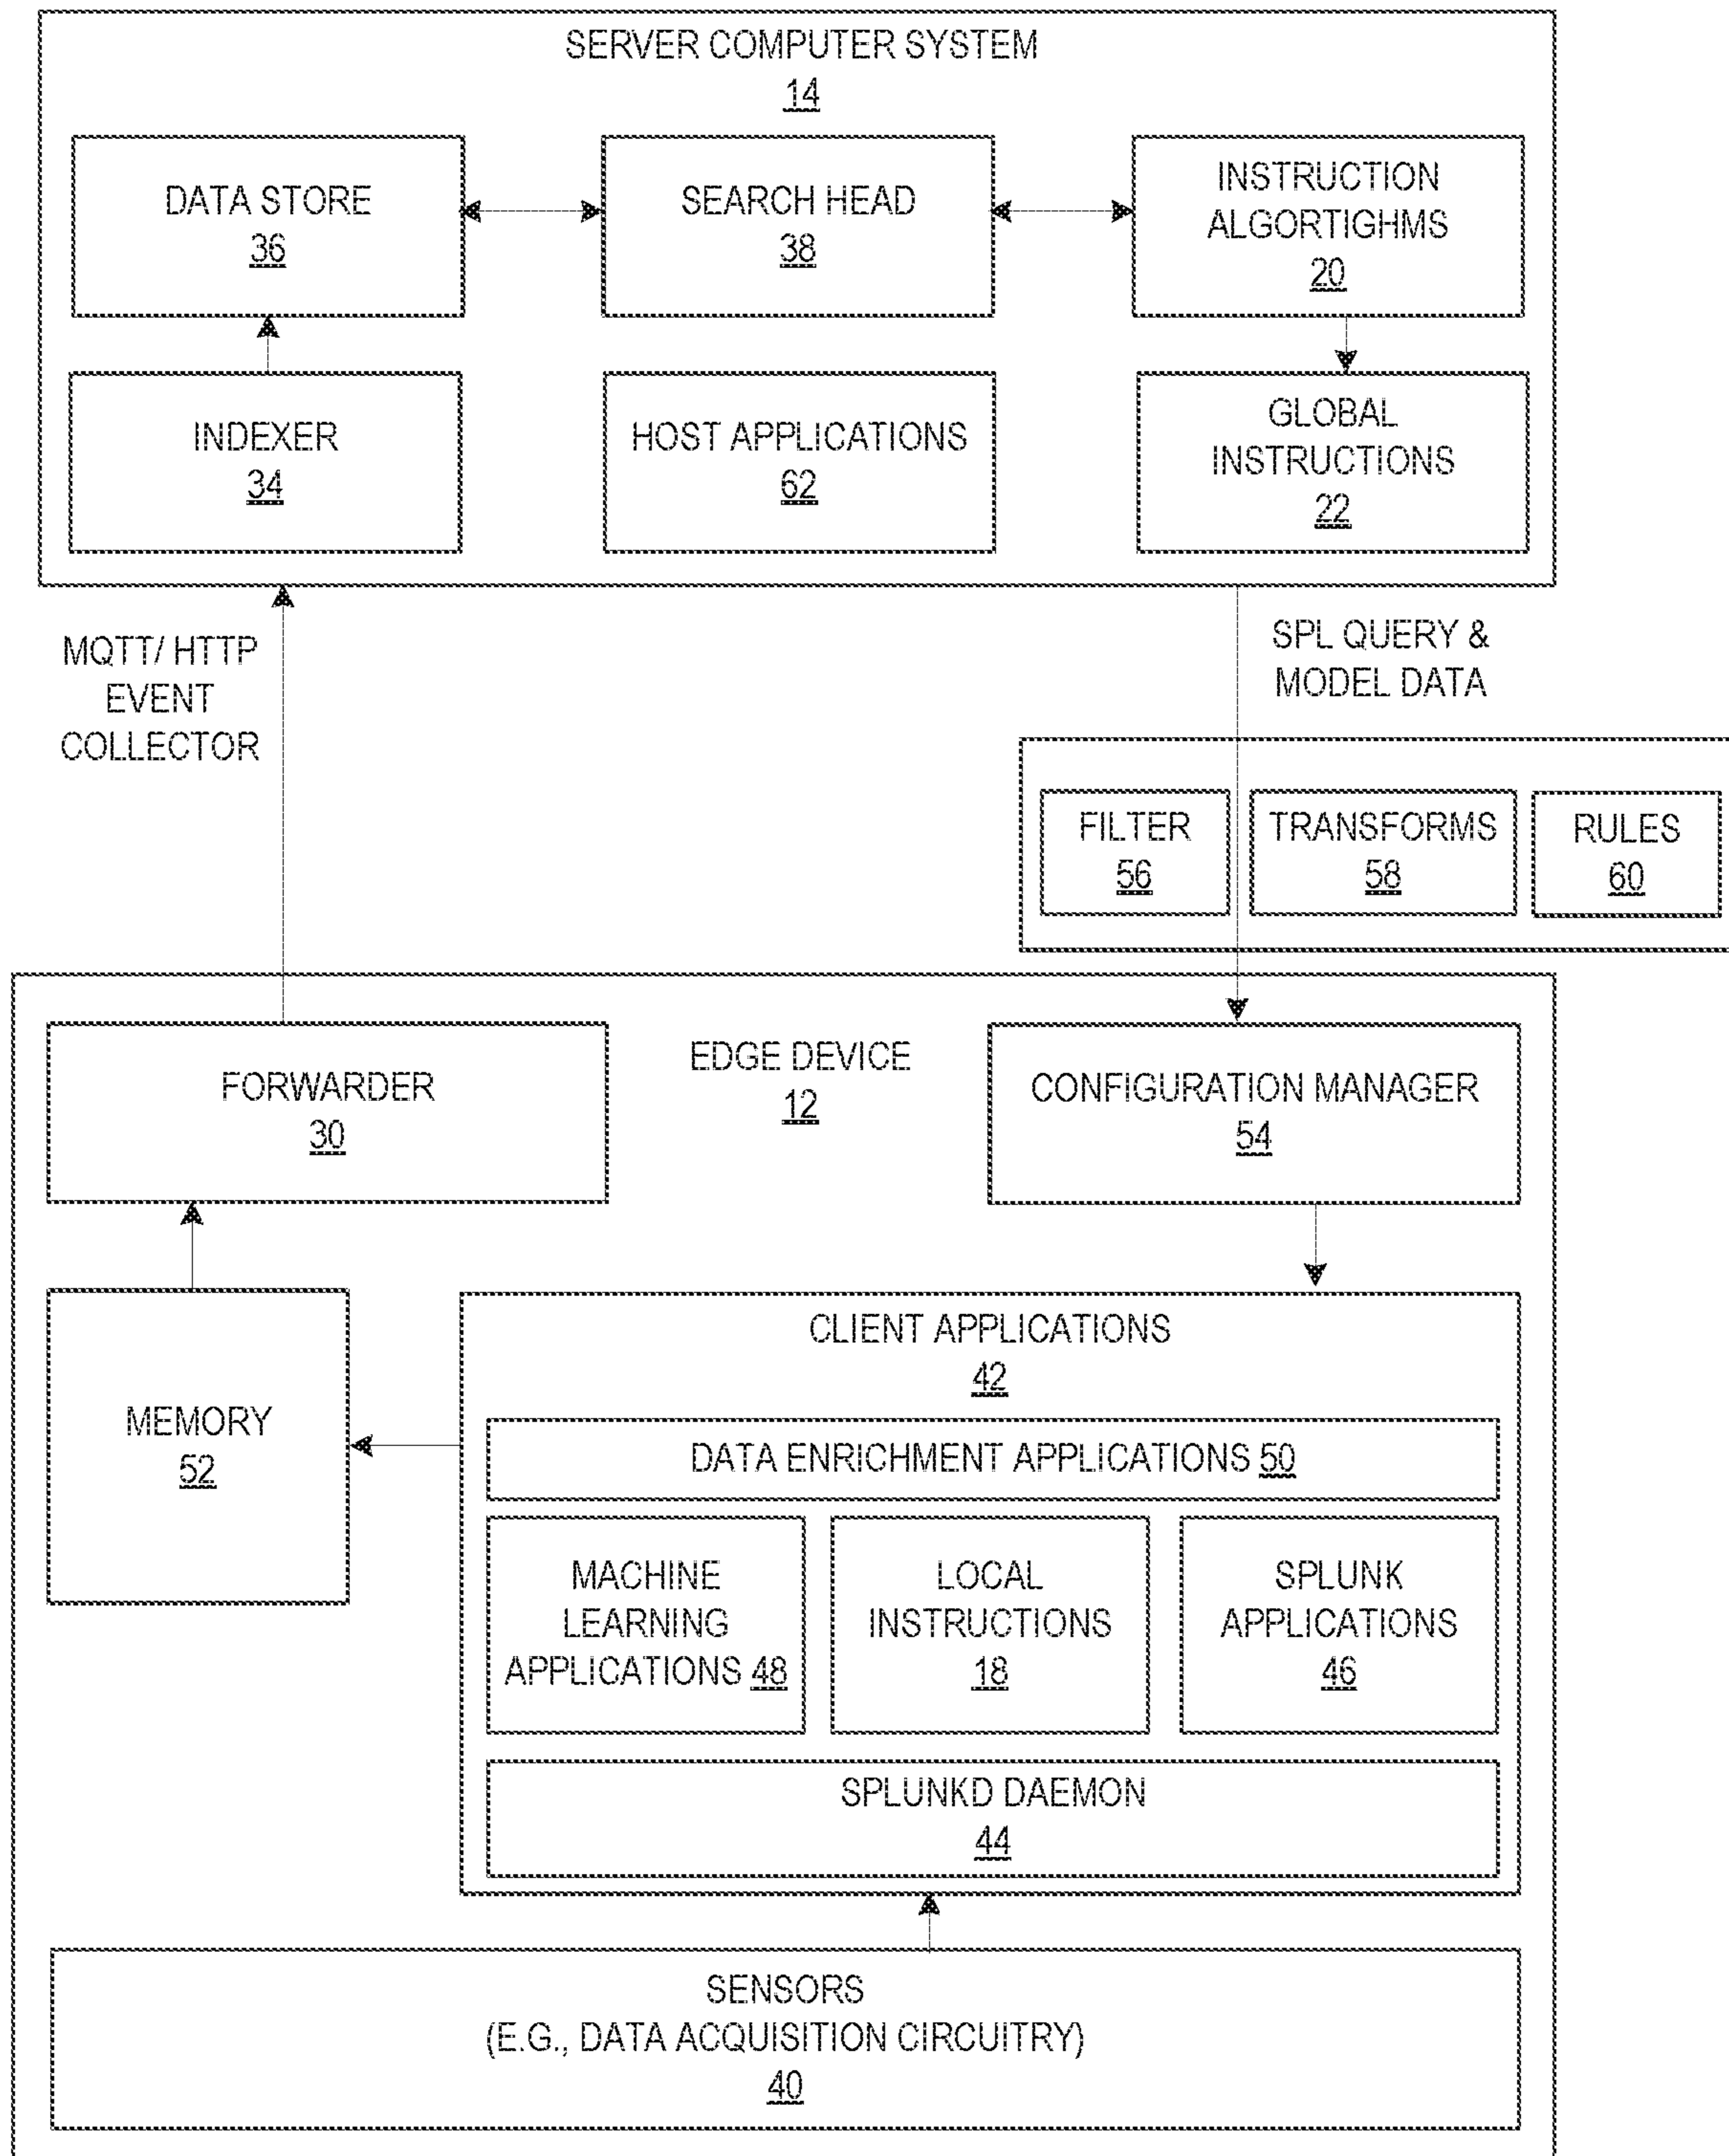 SERVER COMPUTER SYSTEM
14
DATA STORE
36
SEARCH HEAD
38
INSTRUCTION
ALGORTIGHMS
20
INDEXER
34
HOST APPLICATIONS
62
GLOBAL
INSTRUCTIONS
22
MQTT/ HTTP
EVENT
COLLECTOR
SPL QUERY &
MODEL DATA
FILTER
56
TRANSFORMS
58
RULES
60
FORWARDER
30
EDGE DEVICE
12
CONFIGURATION MANAGER
54
MEMORY
52
CLIENT APPLICATIONS
42
DATA ENRICHMENT APPLICATIONS 50
MACHINE
LEARNING
APPLICATIONS 48
LOCAL
INSTRUCTIONS
18
SPLUNK
APPLICATIONS
46
SPLUNKD DAEMON
44
SENSORS
(E.G., DATA ACQUISITION CIRCUITRY)
40